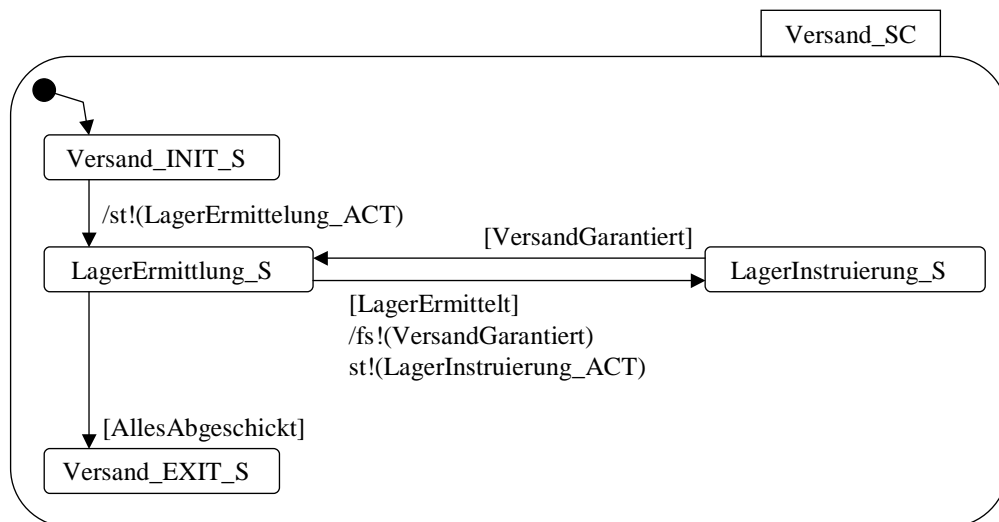 Versand_SC
Versand_INIT_S
/st!(LagerErmittelung_ACT)
[VersandGarantiert]
LagerErmittlung_S
LagerInstruierung_S
[LagerErmittelt]
/fs!(VersandGarantiert)
st!(LagerInstruierung_ACT)
[AllesAbgeschickt]
Versand_EXIT_S